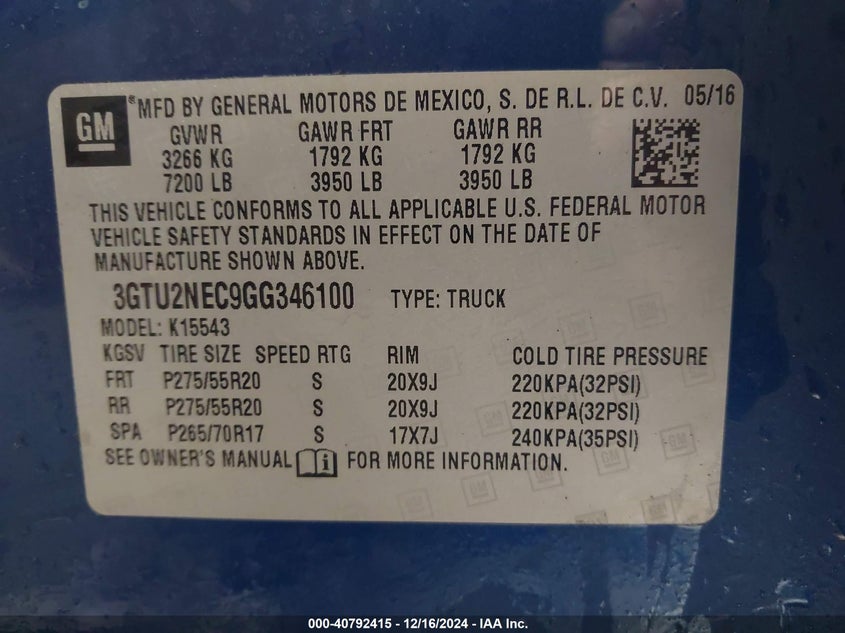 GM ® MFD BY GENERAL MOTORS DE MEXICO, S. DE R.L. DE C.V. 05/16
GVWR GAWR FRT GAWR RR
3266 KG 1792 KG 1792 KG
7200 LB 3950 LB 3950 LB
THIS VEHICLE CONFORMS TO ALL APPLICABLE U.S. FEDERAL MOTOR
VEHICLE SAFETY STANDARDS IN EFFECT ON THE DATE OF
MANUFACTURE SHOWN ABOVE.
3GTU2NEC9GG346100 TYPE: TRUCK
MODEL: K15543
KGSV TIRE SIZE SPEED RTG RIM COLD TIRE PRESSURE
FRT P275/55R20 S 20X9J 220KPA(32PSI)
RR P275/55R20 S 20X9J 220KPA(32PSI)
SPA P265/70R17 S 17X7J 240KPA(35PSI)
SEE OWNER'S MANUAL i FOR MORE INFORMATION.
000-40792415 - 12/16/2024 - IAA Inc.